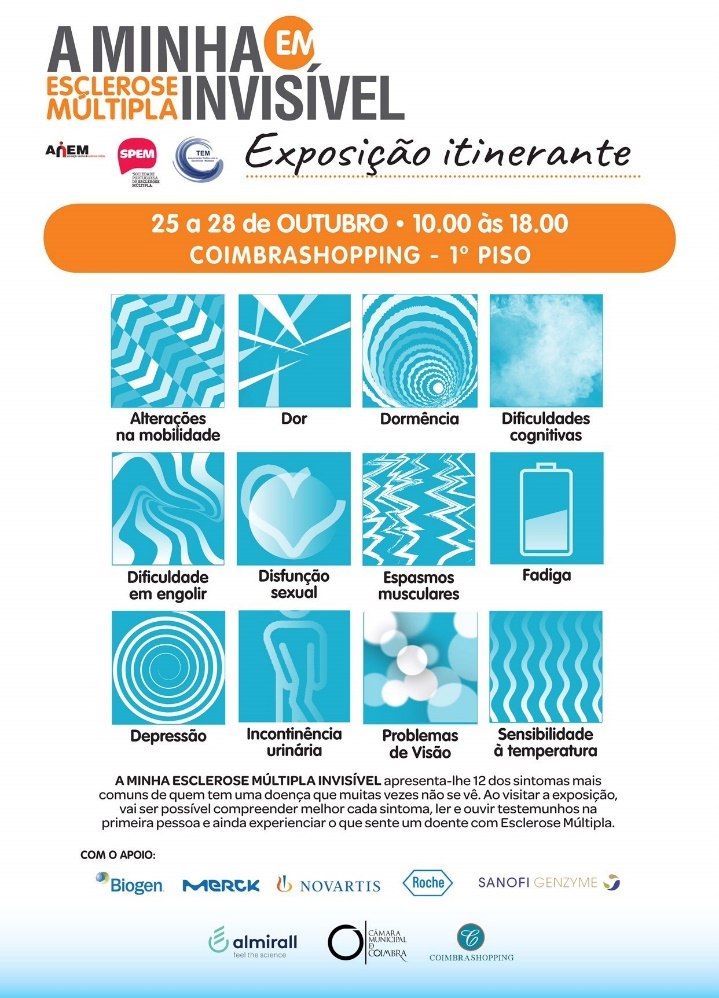 A MINHA EM
ESCLEROSE
MÚLTIPLA INVISÍVEL
ANEM
SPEM
SOCIEDADE
PORTUGUESA
DE ESCLEROSE
MÚLTIPLA
TEM
Exposição itinerante
25 a 28 de OUTUBRO • 10.00 às 18.00
COIMBRASHOPPING - 1º PISO
Alterações
na mobilidade
Dor
Dormência
Dificuldades
cognitivas
Dificuldade
em engolir
Disfunção
sexual
Espasmos
musculares
Fadiga
Depressão
Incontinência
urinária
Problemas
de Visão
Sensibilidade
à temperatura
A MINHA ESCLEROSE MÚLTIPLA INVISÍVEL apresenta-lhe 12 dos sintomas mais
comuns de quem tem uma doença que muitas vezes não se vê. Ao visitar a exposição,
vai ser possível compreender melhor cada sintoma, ler e ouvir testemunhos na
primeira pessoa e ainda experienciar o que sente um doente com Esclerose Múltipla.
COM O APOIO:
Biogen
MERCK
NOVARTIS
Roche
SANOFI GENZYME
almirall
feel the science
CÂMARA
MUNICIPAL
D
COIMBRA
COIMBRASHOPPING